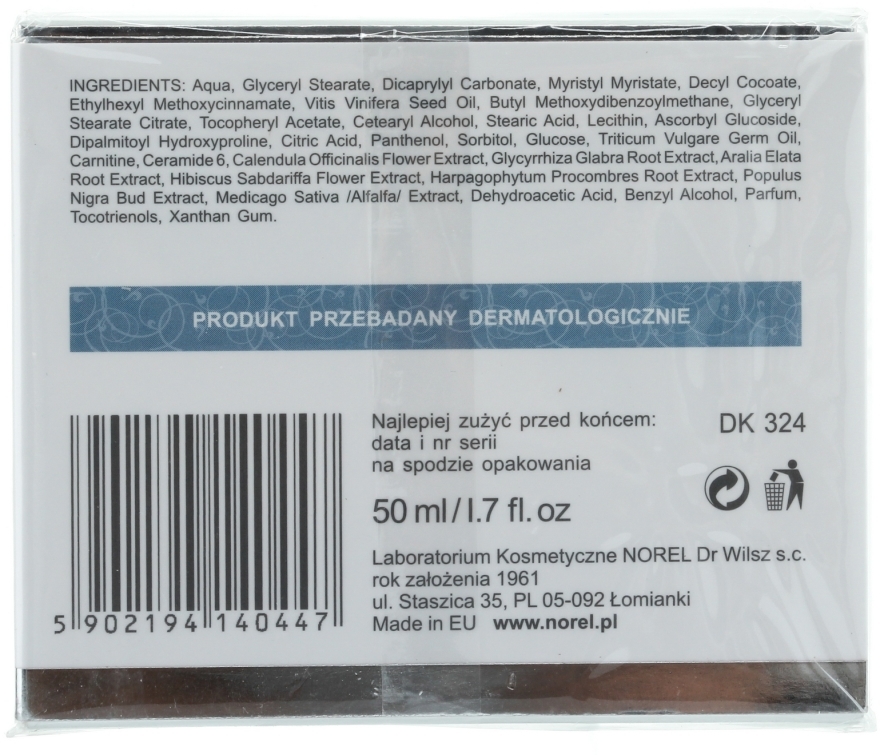 INGREDIENTS: Aqua, Glyceryl Stearate, Dicaprylyl Carbonate, Myristyl Myristate, Decyl Cocoate,
Ethylhexyl Methoxycinnamate, Vitis Vinifera Seed Oil, Butyl Methoxydibenzoylmethane, Glyceryl
Stearate Citrate, Tocopheryl Acetate, Cetearyl Alcohol, Stearic Acid, Lecithin, Ascorbyl Glucoside,
Dipalmitoyl Hydroxyproline, Citric Acid, Panthenol, Sorbitol, Glucose, Triticum Vulgare Germ Oil,
Carnitine, Ceramide 6, Calendula Officinalis Flower Extract, Glycyrrhiza Glabra Root Extract, Aralia Elata
Root Extract, Hibiscus Sabdariffa Flower Extract, Harpagophytum Procombres Root Extract, Populus
Nigra Bud Extract, Medicago Sativa /Alfalfa/ Extract, Dehydroacetic Acid, Benzyl Alcohol, Parfum,
Tocotrienols, Xanthan Gum.
PRODUKT PRZEBADANY DERMATOLOGICZNIE
Najlepiej zużyć przed końcem:
data i nr serii
na spodzie opakowania
DK 324
50 ml / l.7 fl. oz
Laboratorium Kosmetyczne NOREL Dr Wilsz s.c.
rok założenia 1961
ul. Staszica 35, PL 05-092 Łomianki
Made in EU www.norel.pl
5 902194 140447